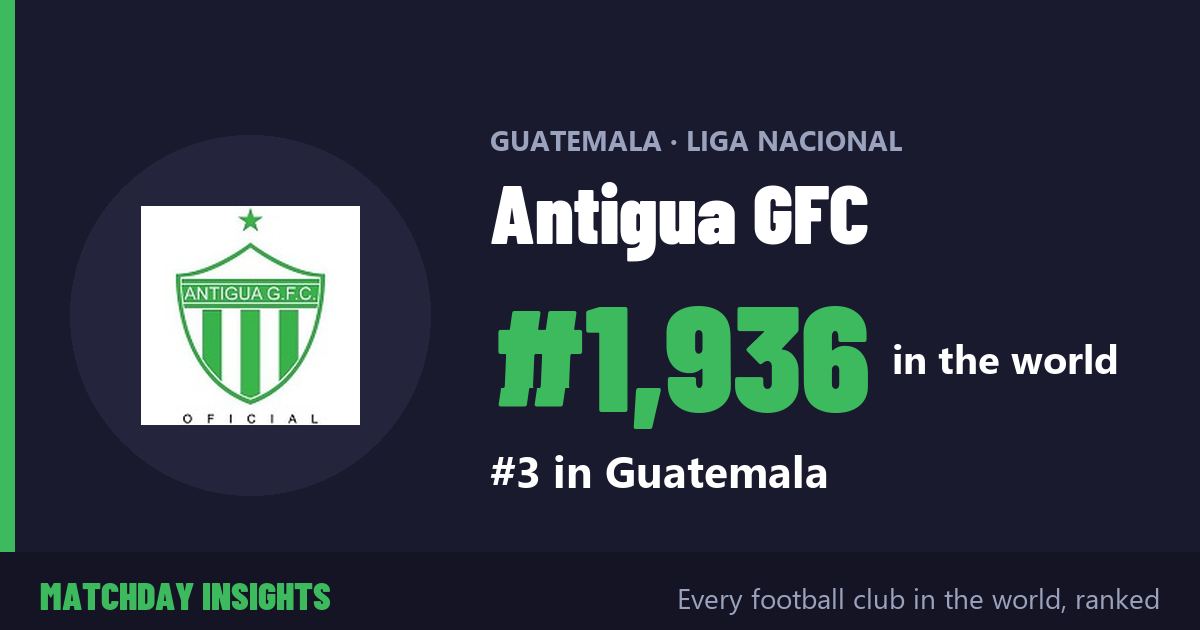 GUATEMALA · LIGA NACIONAL
Antigua GFC
ANTIGUA G.F.C.
OFICIAL
#1,936 in the world
#3 in Guatemala
MATCHDAY INSIGHTS
Every football club in the world, ranked